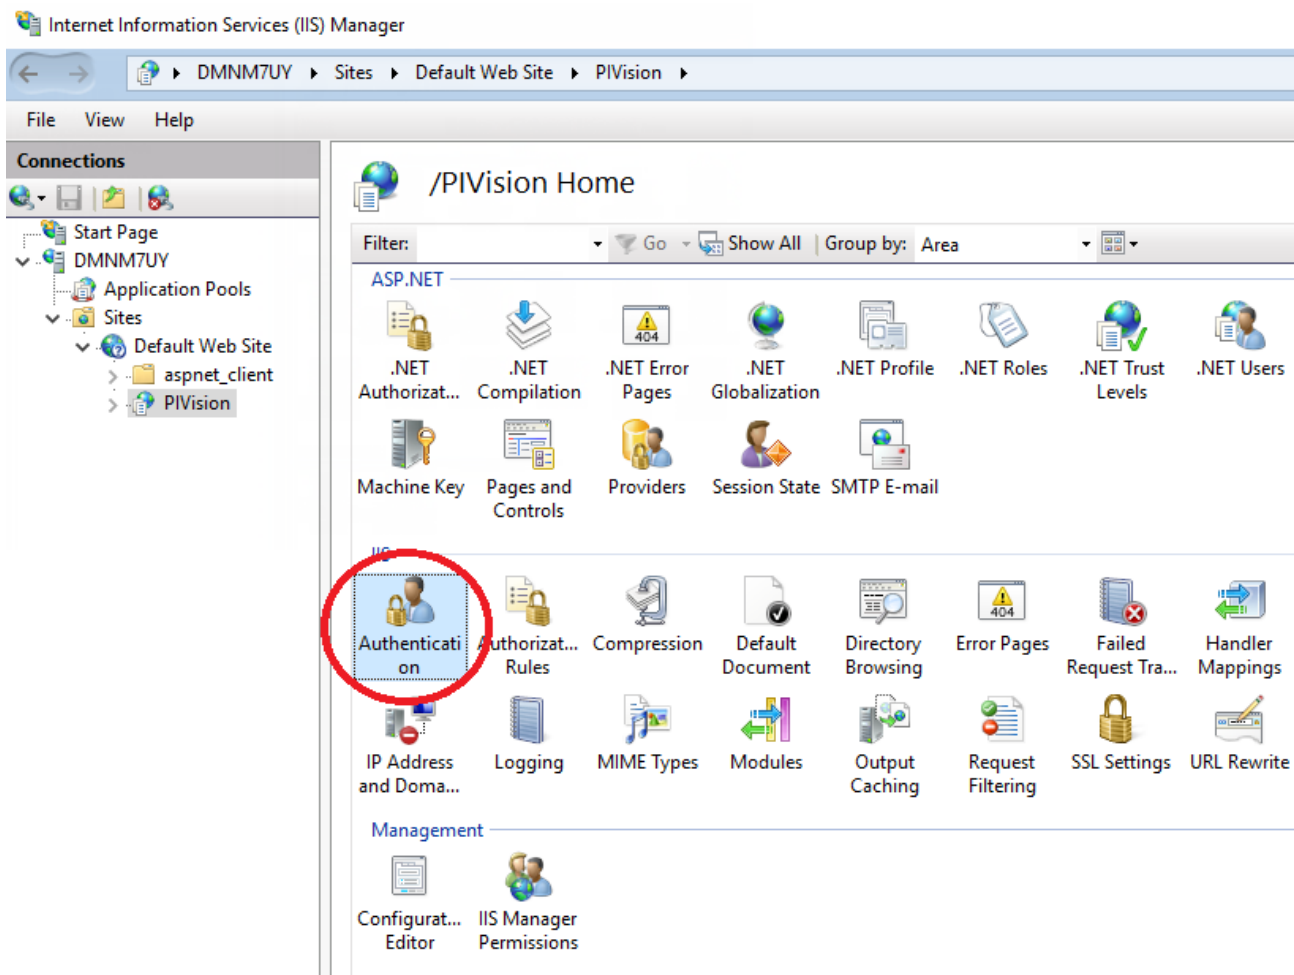 Internet Information Services (IIS) Manager
DMNM7UY Sites Default Web Site PIVision
File View Help
Connections
Start Page
DMNM7UY
Application Pools
Sites
Default Web Site
aspnet_client
PIVision
/PIVision Home
Filter: Go Show All Group by: Area
ASP.NET
.NET Authorizat...
.NET Compilation
.NET Error Pages
.NET Globalization
.NET Profile
.NET Roles
.NET Trust Levels
.NET Users
Machine Key
Pages and Controls
Providers
Session State
SMTP E-mail
IIS
Authenticati
on
Authorizat...
Rules
Compression
Default
Document
Directory
Browsing
Error Pages
404
Failed
Request Tra...
Handler
Mappings
IP Address
and Doma...
Logging
MIME Types
Modules
Output
Caching
Request
Filtering
SSL Settings
URL Rewrite
Management
Configurat...
Editor
IIS Manager
Permissions